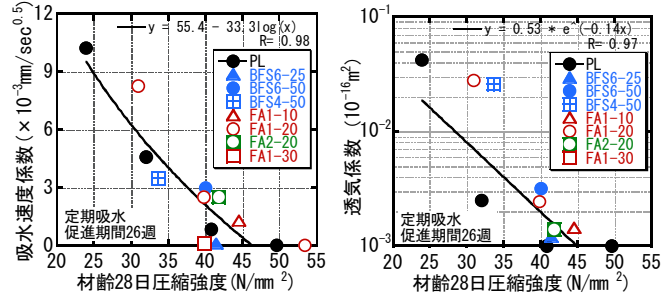 y = 55.4 - 33.3log(x)
R= 0.98
PL
BFS6-25
BFS6-50
BFS4-50
FA1-10
FA1-20
FA2-20
FA1-30
定期吸水
促進期間26週
12
9
6
3
0
20 25 30 35 40 45 50 55
吸水速度係数(×10⁻³mm/sec⁰·⁵)
材齢28日圧縮強度(N/mm²)
y = 0.53 * e^(-0.14x)
R= 0.97
PL
BFS6-25
BFS6-50
BFS4-50
FA1-10
FA1-20
FA2-20
FA1-30
定期吸水
促進期間26週
10⁻¹
10⁻²
10⁻³
20 25 30 35 40 45 50 55
透気係数(10⁻¹⁶m²)
材齢28日圧縮強度(N/mm²)